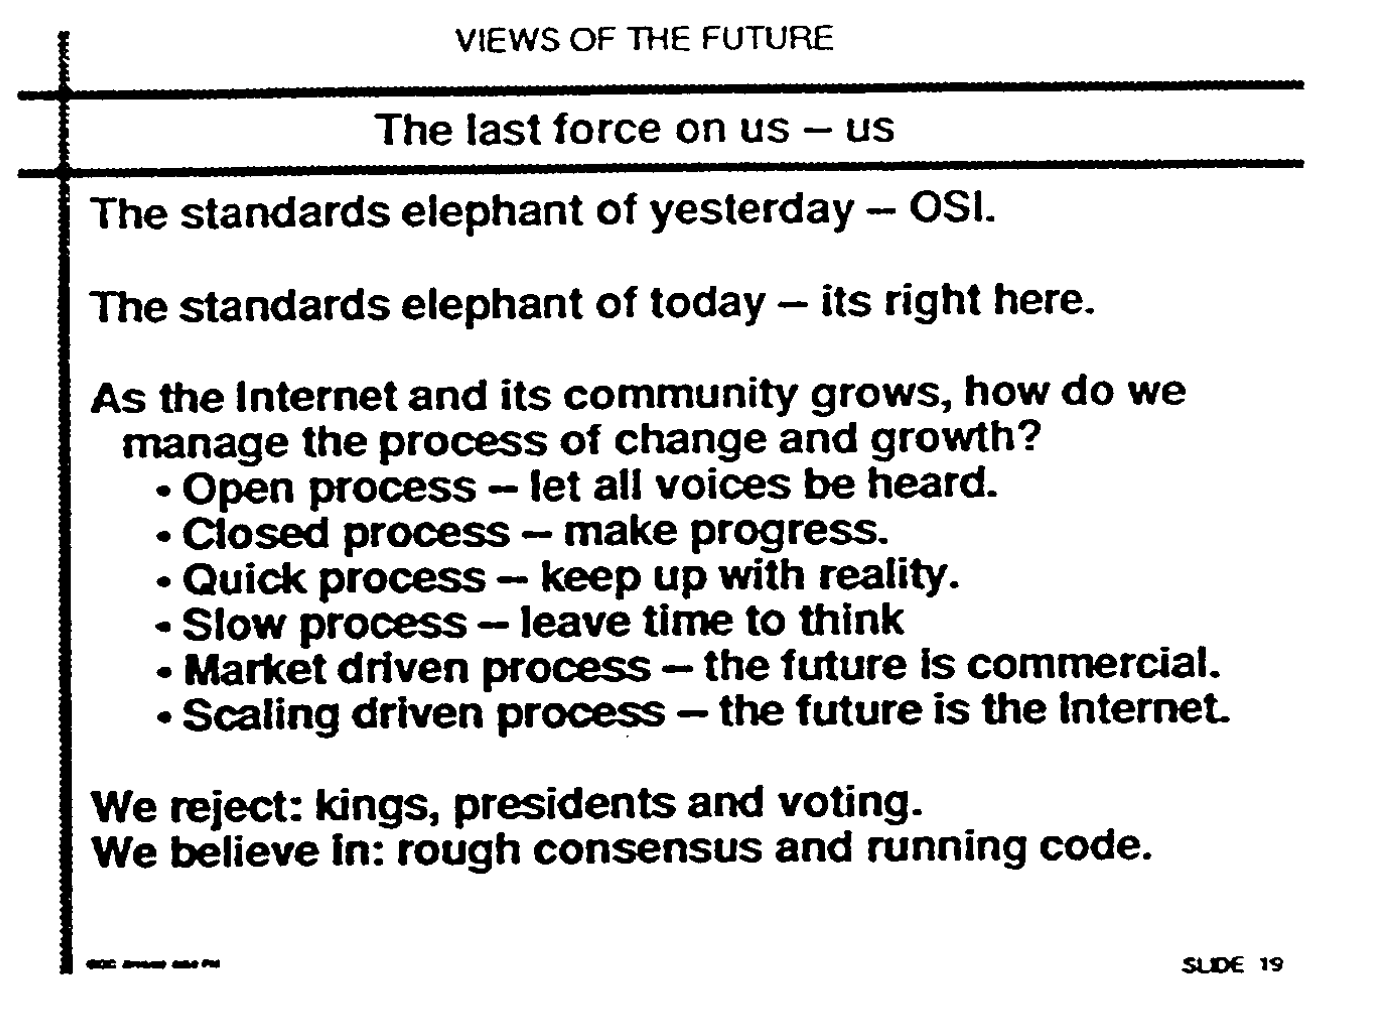 VIEWS OF THE FUTURE
The last force on us – us
The standards elephant of yesterday – OSI.
The standards elephant of today – its right here.
As the Internet and its community grows, how do we
manage the process of change and growth?
• Open process – let all voices be heard.
• Closed process – make progress.
• Quick process – keep up with reality.
• Slow process – leave time to think
• Market driven process – the future is commercial.
• Scaling driven process – the future is the Internet.
We reject: kings, presidents and voting.
We believe in: rough consensus and running code.
PM
SLIDE 19